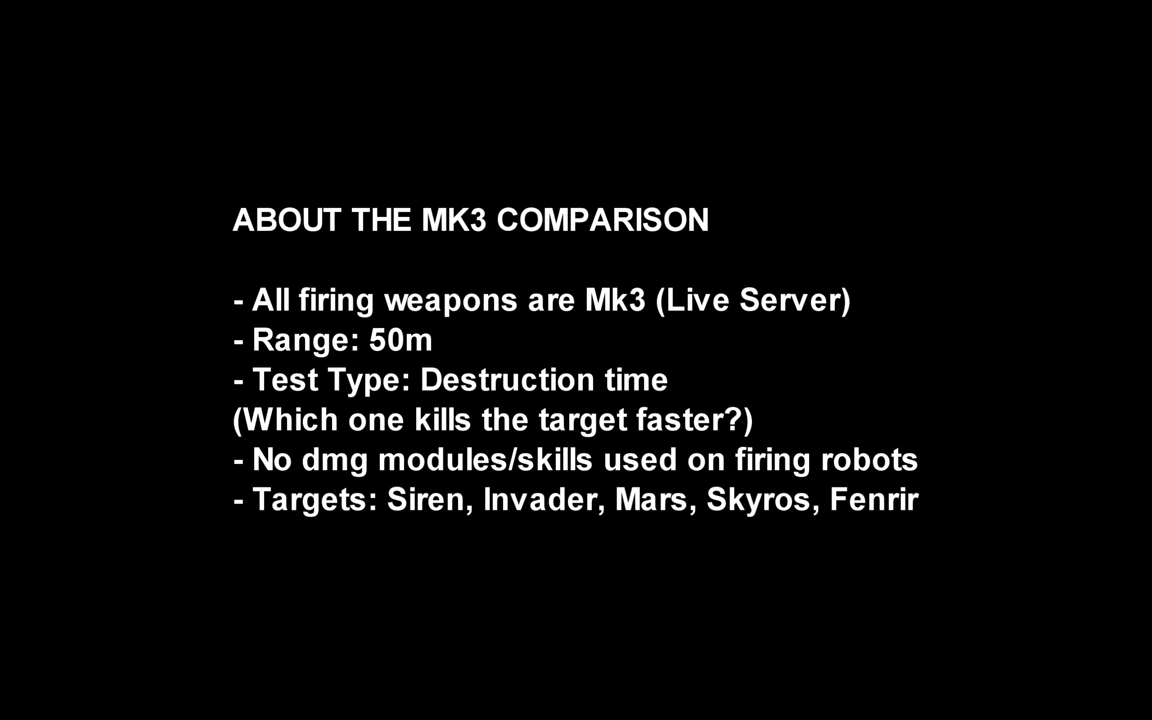 ABOUT THE MK3 COMPARISON
- All firing weapons are Mk3 (Live Server)
- Range: 50m
- Test Type: Destruction time
(Which one kills the target faster?)
- No dmg modules/skills used on firing robots
- Targets: Siren, Invader, Mars, Skyros, Fenrir